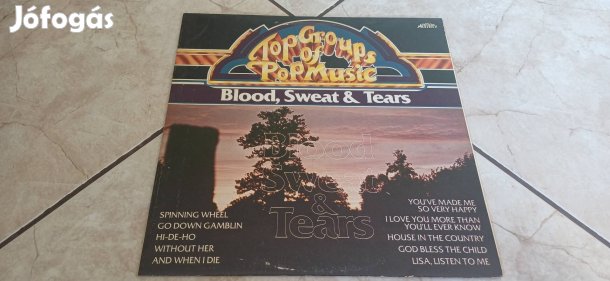 Jófogás
Top Groups
of
Pop Music
Blood, Sweat & Tears
Blood
Sweat
&
Tears
SPINNING WHEEL
GO DOWN GAMBLIN
HI-DE-HO
WITHOUT HER
AND WHEN I DIE
YOU'VE MADE ME
SO VERY HAPPY
I LOVE YOU MORE THAN
YOU'LL EVER KNOW
HOUSE IN THE COUNTRY
GOD BLESS THE CHILD
LISA, LISTEN TO ME